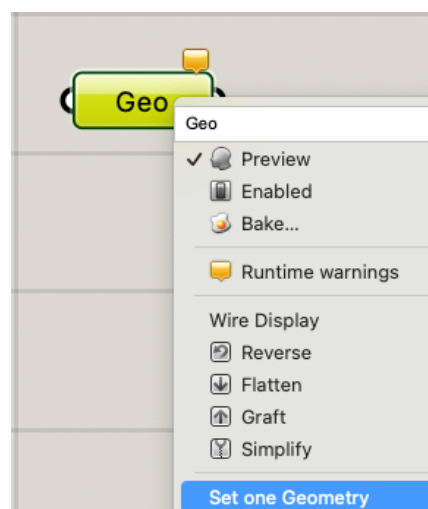 Geo
Geo
Preview
Enabled
Bake...
Runtime warnings
Wire Display
Reverse
Flatten
Graft
Simplify
Set one Geometry